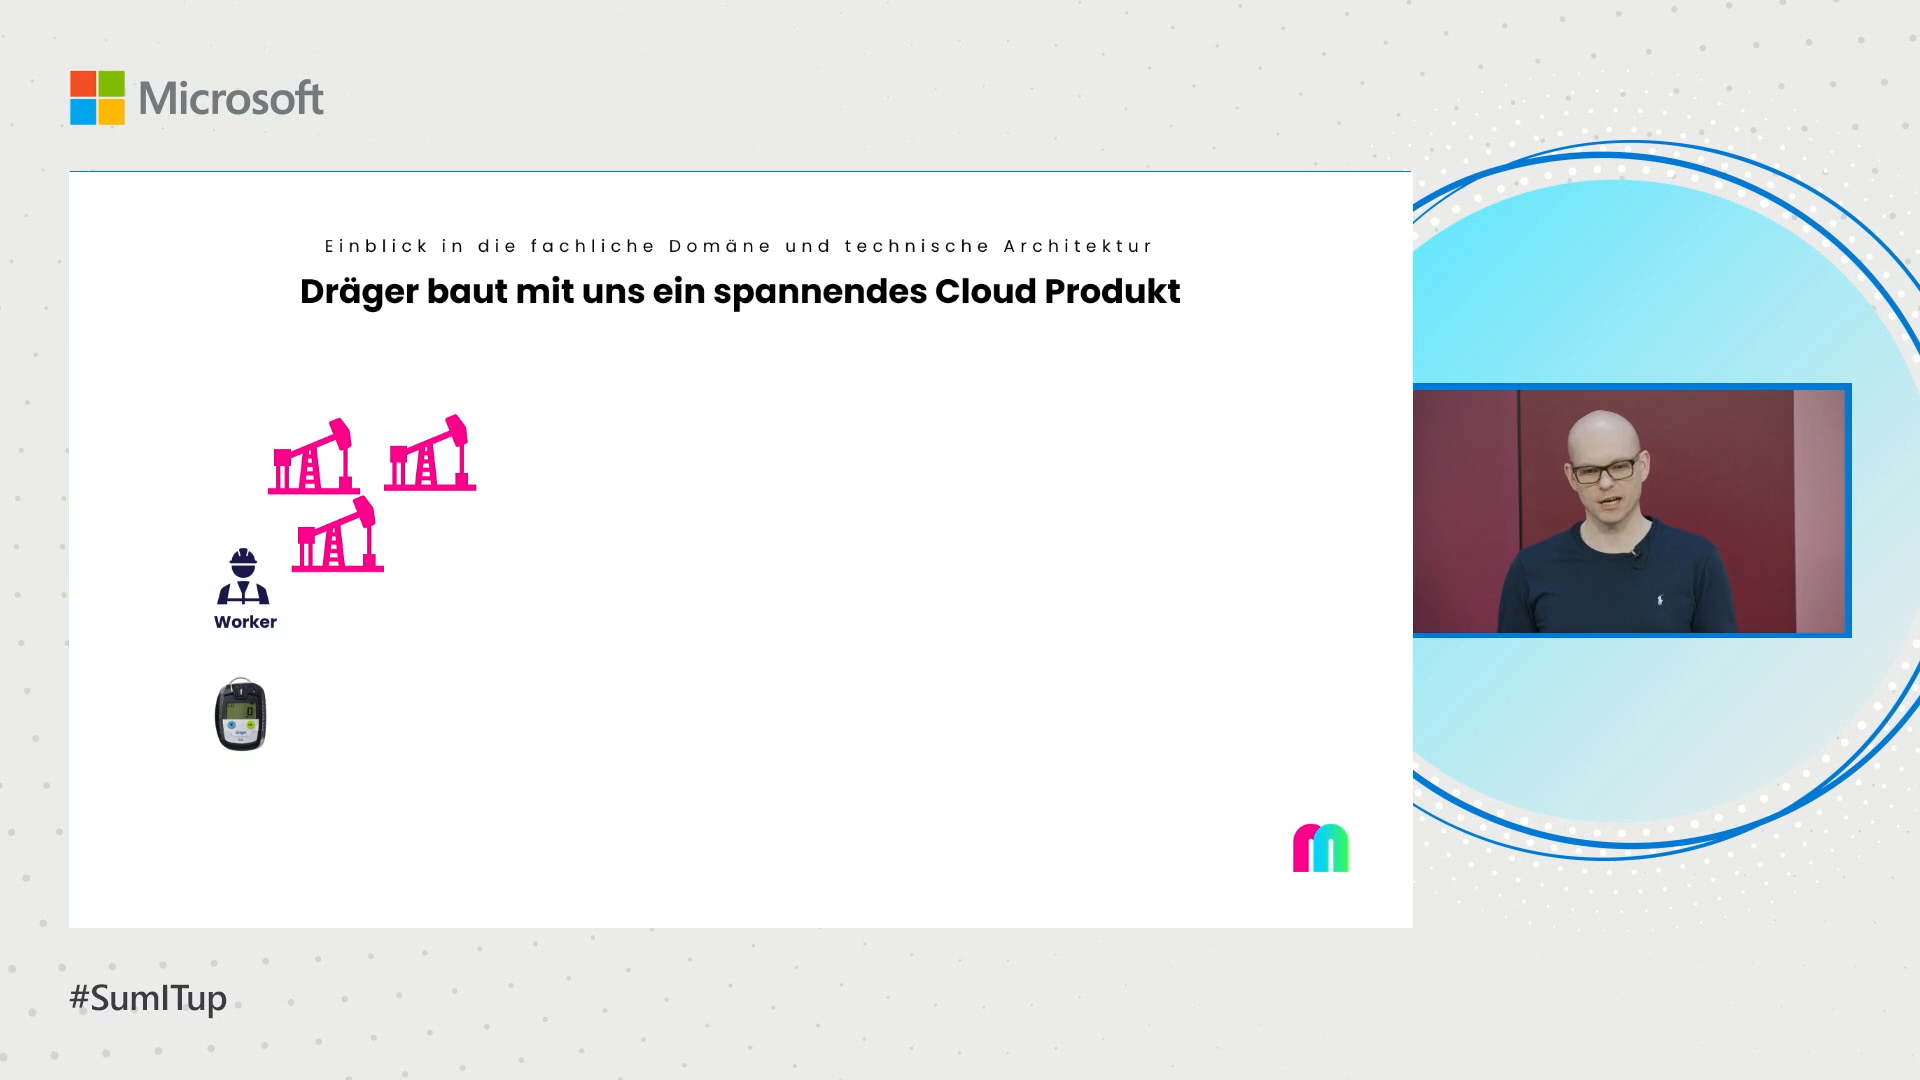 Microsoft
Einblick in die fachliche Domäne und technische Architektur
Dräger baut mit uns ein spannendes Cloud Produkt
Worker
#SumITup